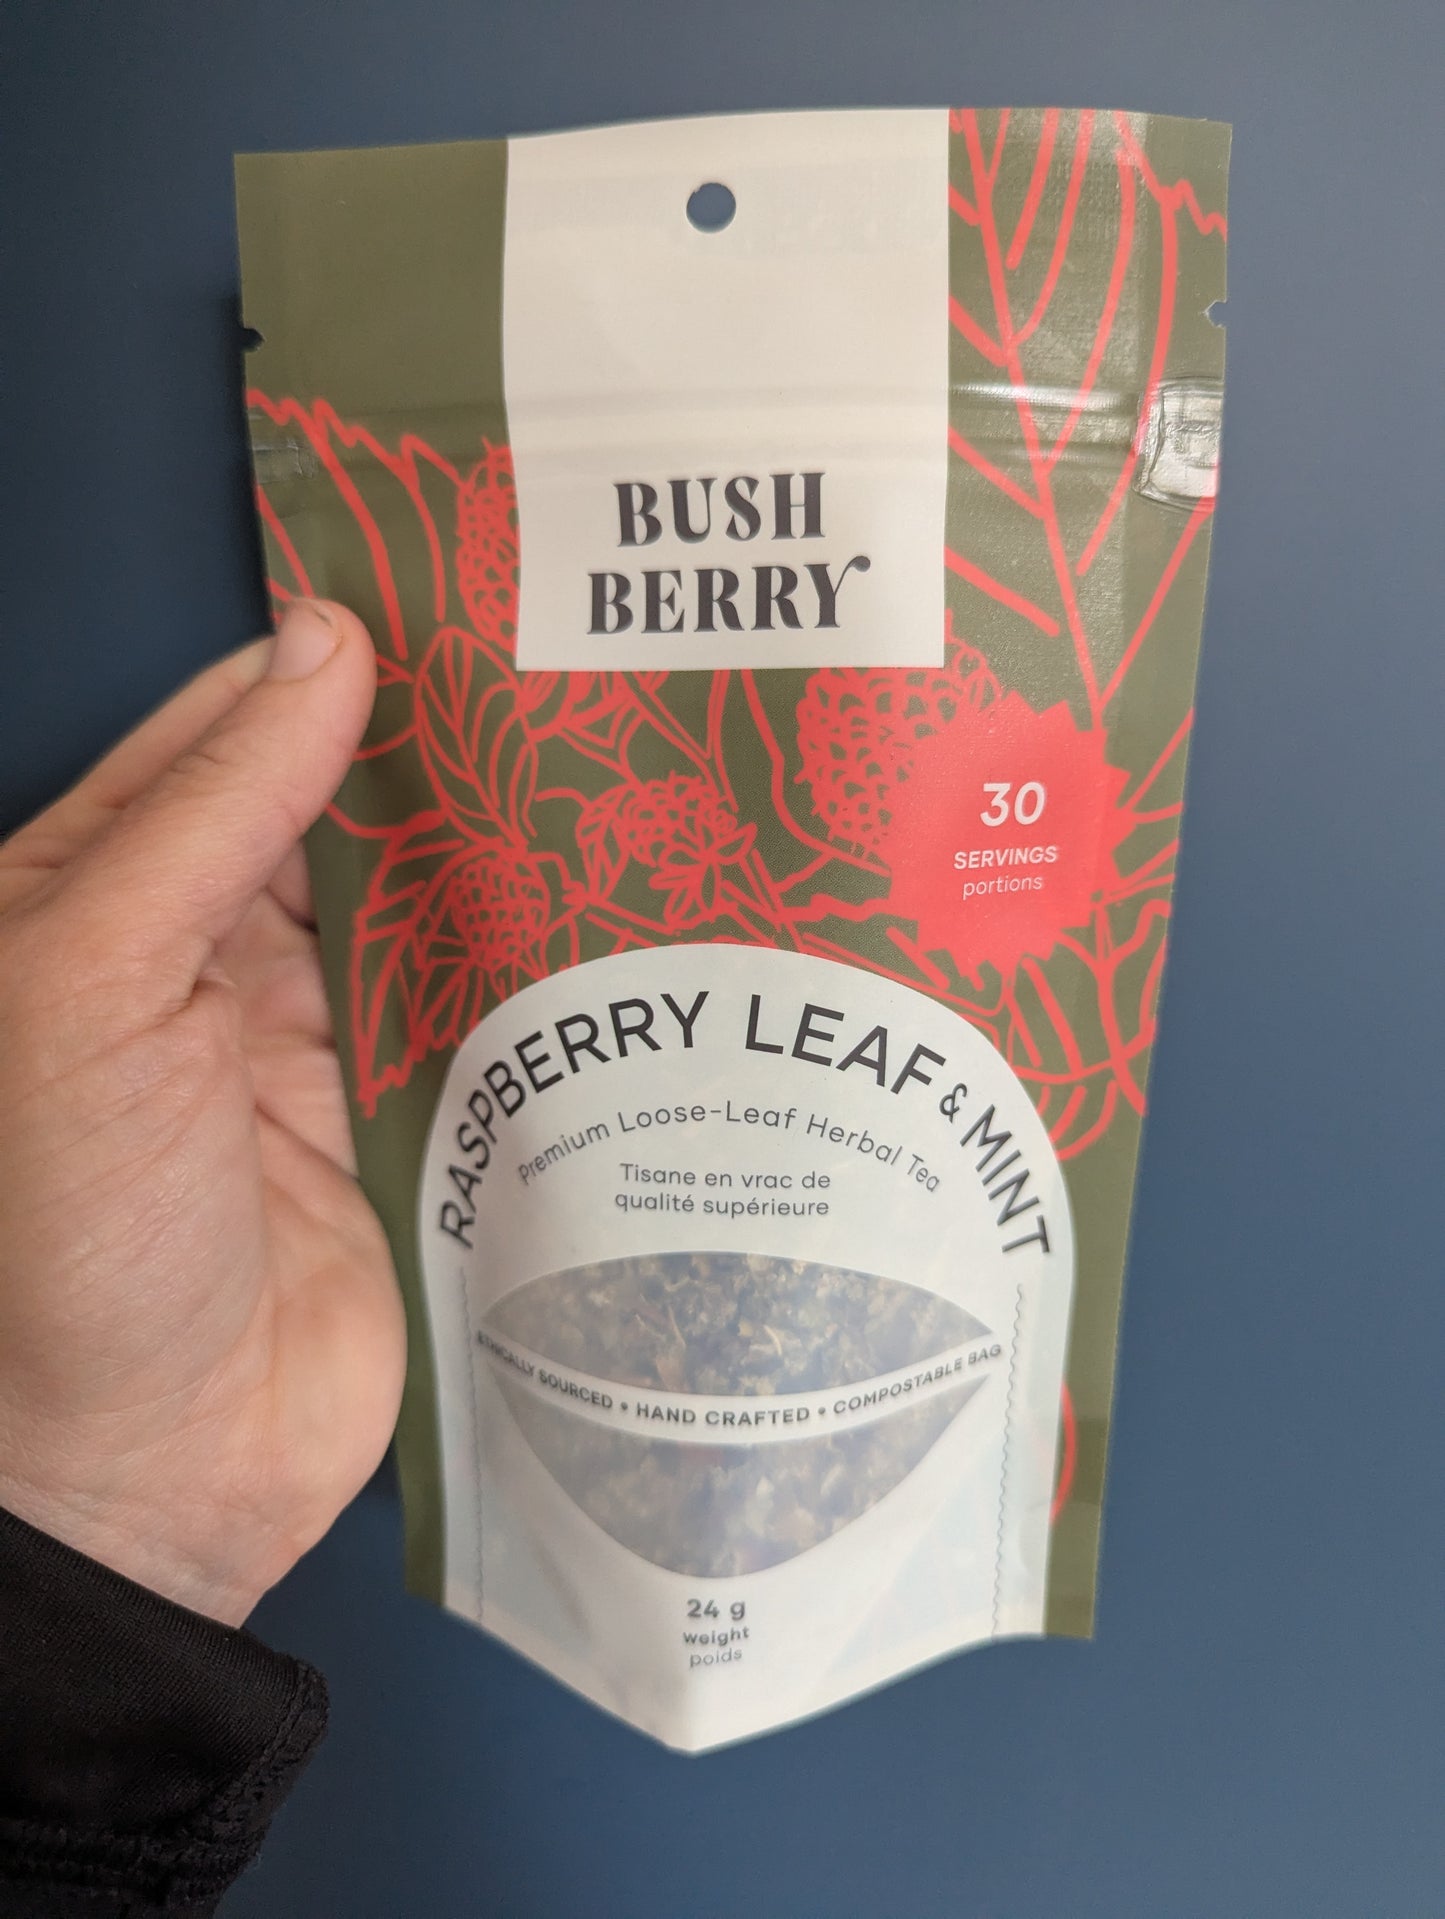 BUSH
BERRY
30
SERVINGS
portions
RASPBERRY LEAF & MINT
Premium Loose-Leaf Herbal Tea
Tisane en vrac de
qualité supérieure
ETHICALLY SOURCED • HAND CRAFTED • COMPOSTABLE BAG
24 g
weight
poids